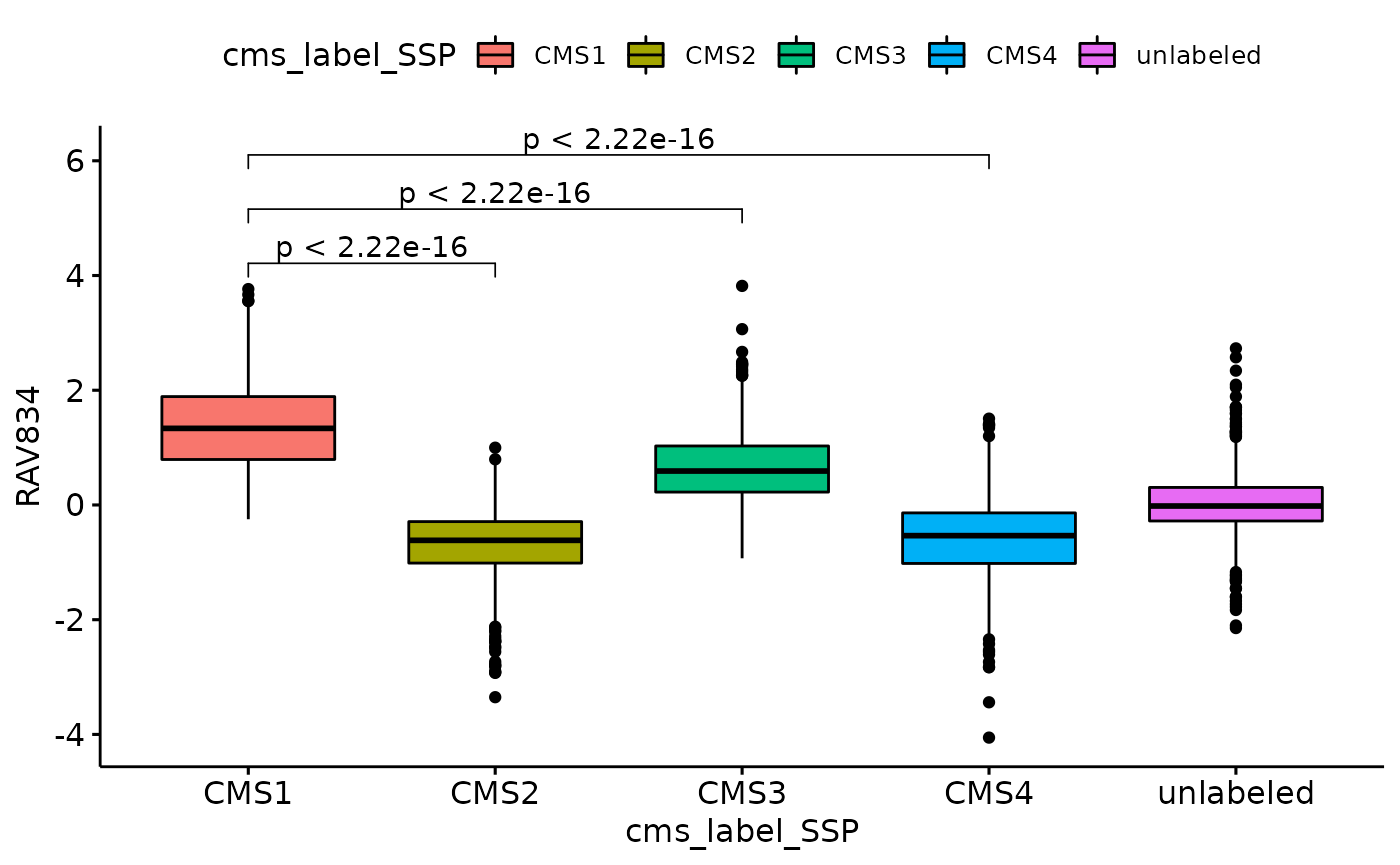 cms_label_SSP CMS1 CMS2 CMS3 CMS4 unlabeled
p < 2.22e-16
p < 2.22e-16
p < 2.22e-16
6
4
2
0
-2
-4
RAV834
CMS1 CMS2 CMS3 CMS4 unlabeled
cms_label_SSP